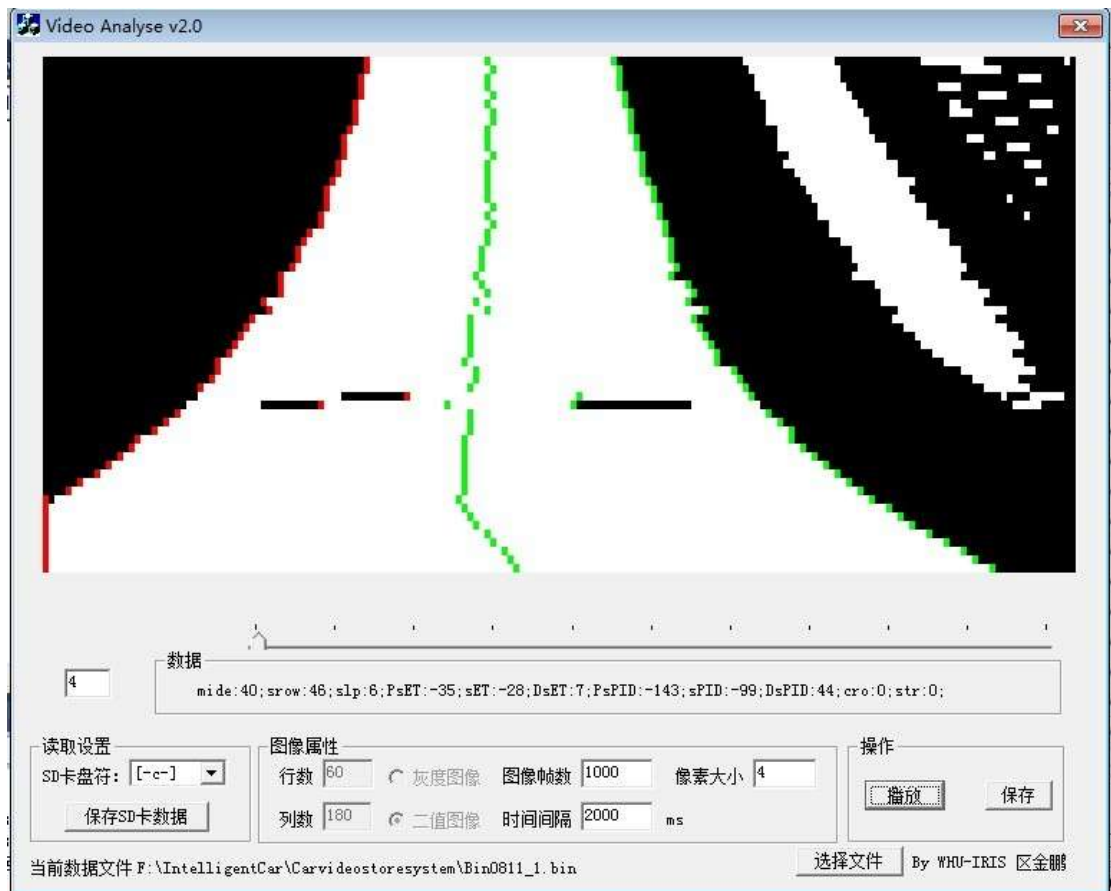 Video Analyse v2.0
4
数据
mide:40;srow:46;slp:6;PsET:-35;sET:-28;DsET:7;PsPID:-143;sPID:-99;DsPID:44;cro:0;str:0;
读取设置
SD卡盘符: [-c-]
保存SD卡数据
图像属性
行数 60 灰度图像 图像帧数 1000 像素大小 4
列数 180 二值图像 时间间隔 2000 ms
操作
播放 保存
当前数据文件 F:\IntelligentCar\Carvideostoresystem\Bin0811_1.bin 选择文件 By WHU-IRIS 区金鹏